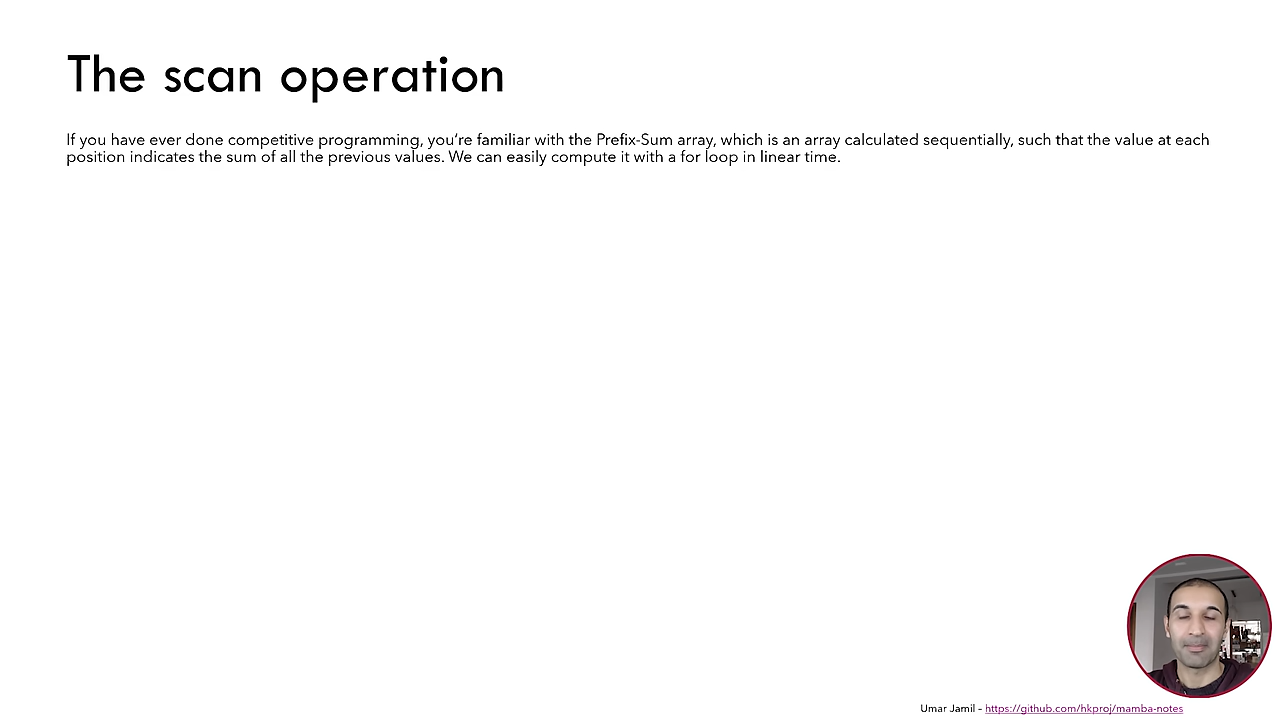 The scan operation
If you have ever done competitive programming, you're familiar with the Prefix-Sum array, which is an array calculated sequentially, such that the value at each
position indicates the sum of all the previous values. We can easily compute it with a for loop in linear time.
Umar Jamil – https://github.com/hkproj/mamba-notes